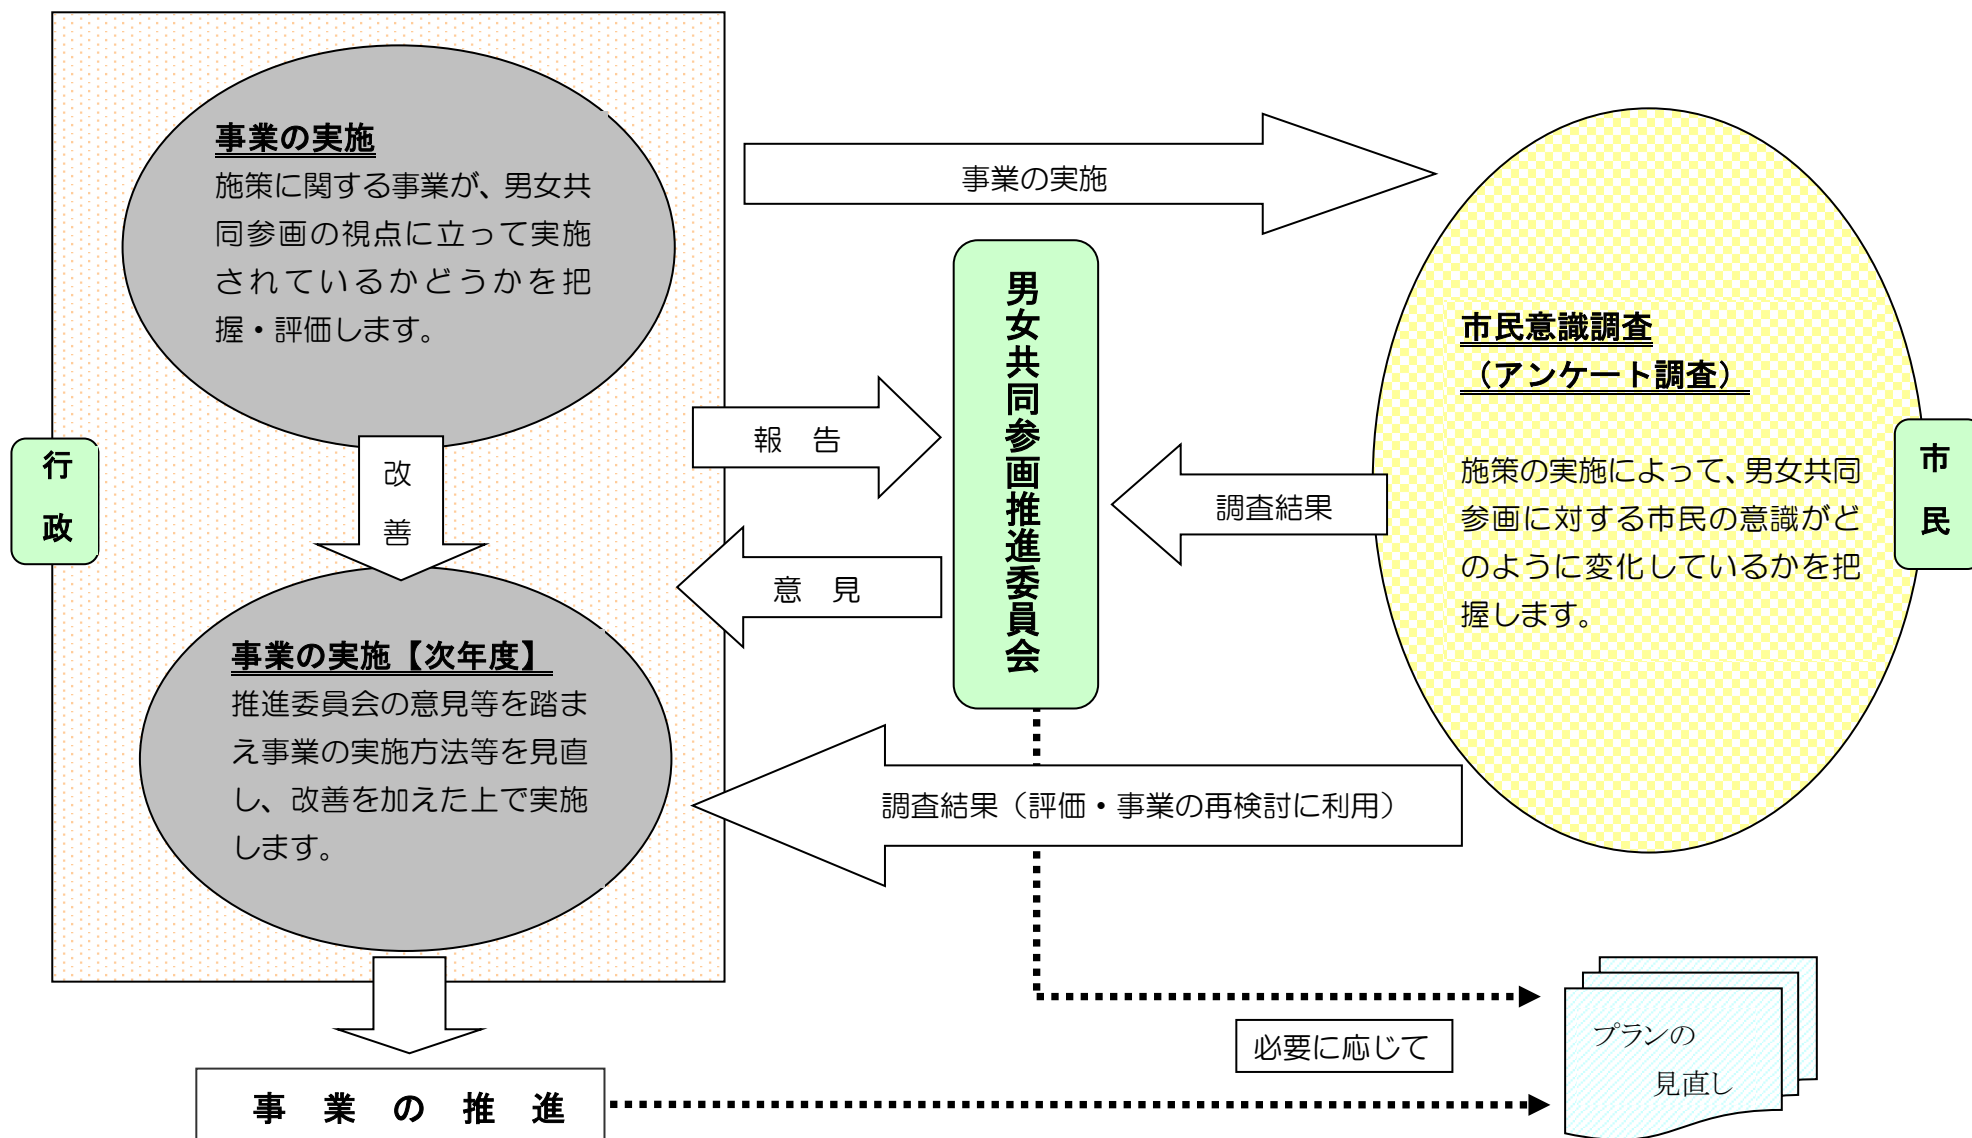 事業の実施
施策に関する事業が、男女共
同参画の視点に立って実施
されているかどうかを把
握・評価します。
事業の実施
男女共同参画推進委員会
市民意識調査
（アンケート調査）
施策の実施によって、男女共同
参画に対する市民の意識がど
のように変化しているかを把
握します。
行
政
市
民
改
善
報　告
調査結果
意　見
事業の実施【次年度】
推進委員会の意見等を踏ま
え事業の実施方法等を見直
し、改善を加えた上で実施
します。
調査結果（評価・事業の再検討に利用）
必要に応じて
プランの
見直し
事　業　の　推　進